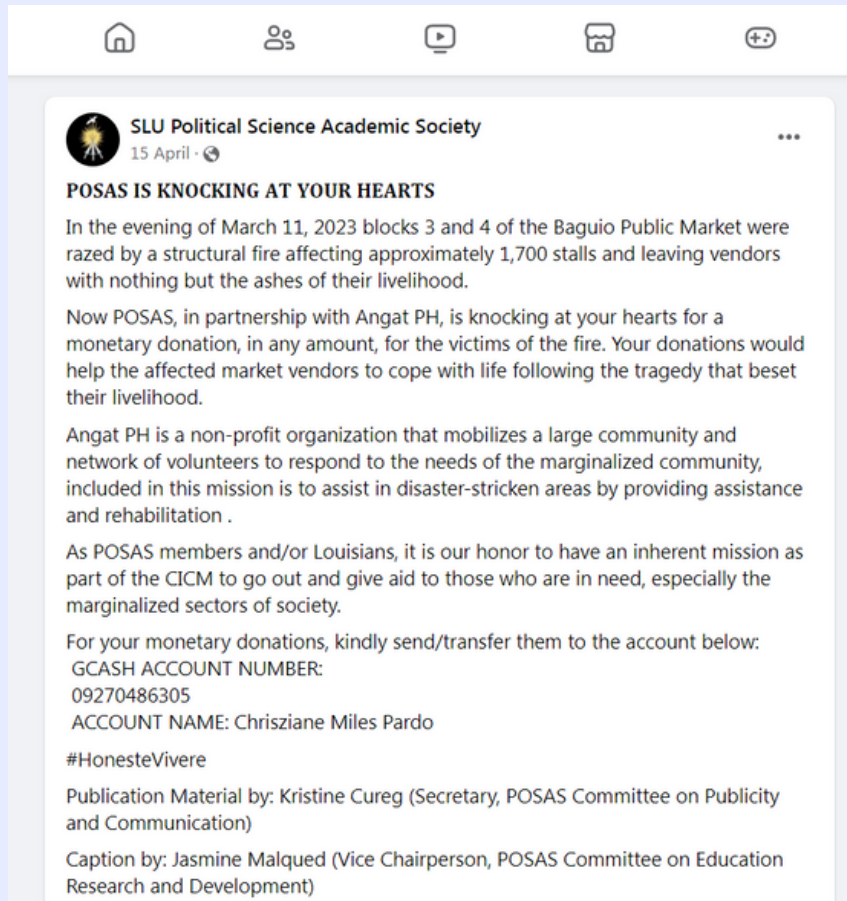 SLU Political Science Academic Society
15 April ·
POSAS IS KNOCKING AT YOUR HEARTS
In the evening of March 11, 2023 blocks 3 and 4 of the Baguio Public Market were
razed by a structural fire affecting approximately 1,700 stalls and leaving vendors
with nothing but the ashes of their livelihood.
Now POSAS, in partnership with Angat PH, is knocking at your hearts for a
monetary donation, in any amount, for the victims of the fire. Your donations would
help the affected market vendors to cope with life following the tragedy that beset
their livelihood.
Angat PH is a non-profit organization that mobilizes a large community and
network of volunteers to respond to the needs of the marginalized community,
included in this mission is to assist in disaster-stricken areas by providing assistance
and rehabilitation .
As POSAS members and/or Louisians, it is our honor to have an inherent mission as
part of the CICM to go out and give aid to those who are in need, especially the
marginalized sectors of society.
For your monetary donations, kindly send/transfer them to the account below:
GCASH ACCOUNT NUMBER:
09270486305
ACCOUNT NAME: Chrisziane Miles Pardo
#HonesteVivere
Publication Material by: Kristine Cureg (Secretary, POSAS Committee on Publicity
and Communication)
Caption by: Jasmine Malqued (Vice Chairperson, POSAS Committee on Education
Research and Development)